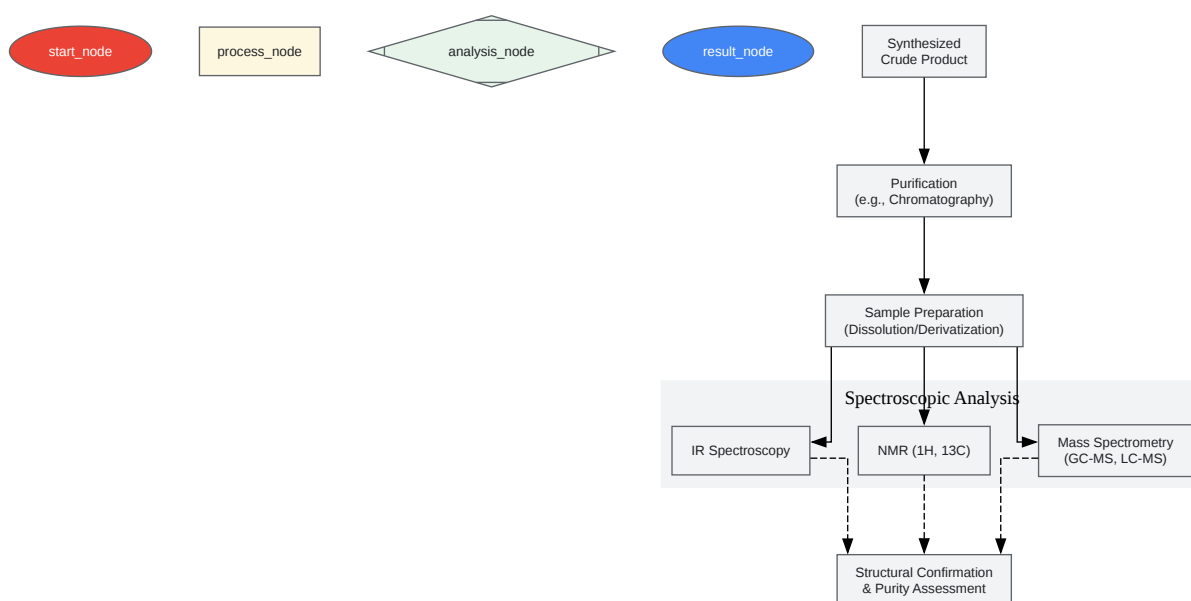 start_node
process_node
analysis_node
result_node
Synthesized
Crude Product
Purification
(e.g., Chromatography)
Sample Preparation
(Dissolution/Derivatization)
Spectroscopic Analysis
IR Spectroscopy
NMR (1H, 13C)
Mass Spectrometry
(GC-MS, LC-MS)
Structural Confirmation
& Purity Assessment